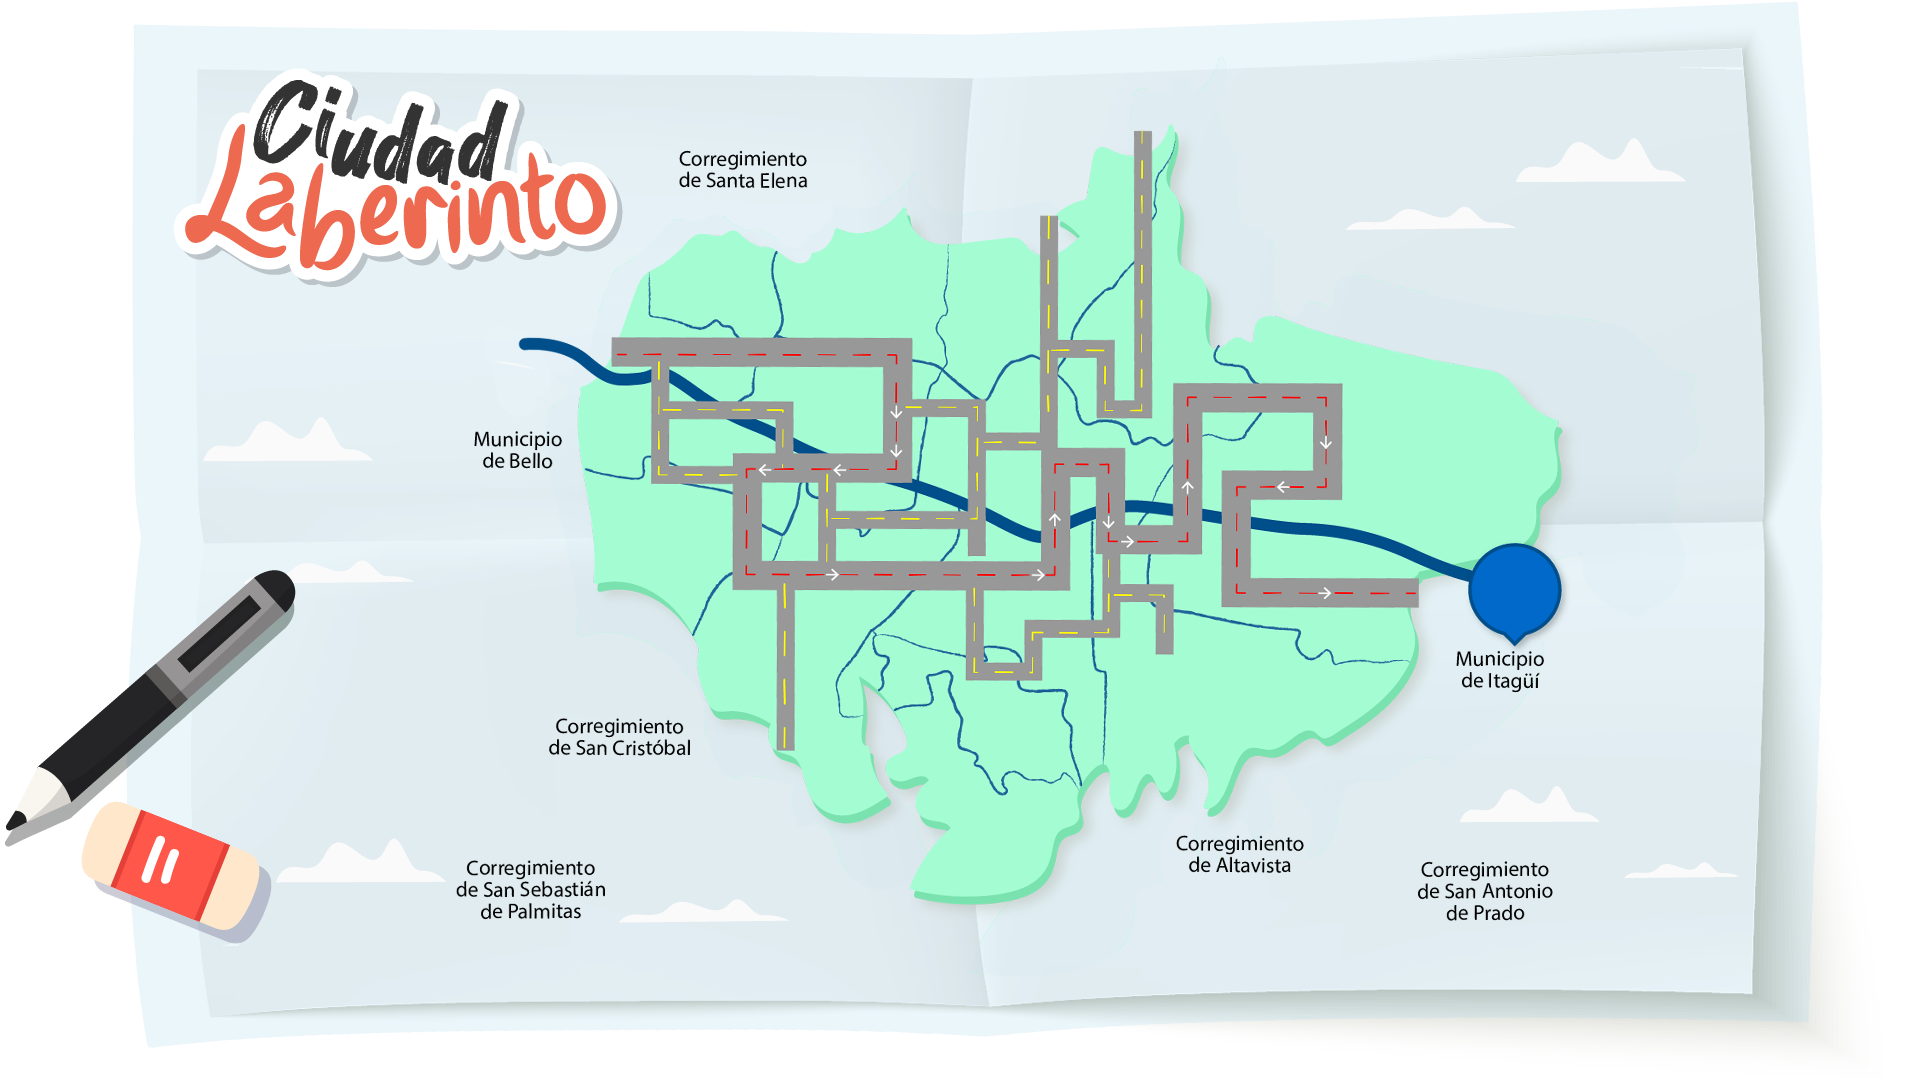 Ciudad
Laberinto
Corregimiento
de Santa Elena
Municipio
de Bello
Municipio
de Itagüí
Corregimiento
de San Cristóbal
Corregimiento
de Altavista
Corregimiento
de San Sebastián
de Palmitas
Corregimiento
de San Antonio
de Prado